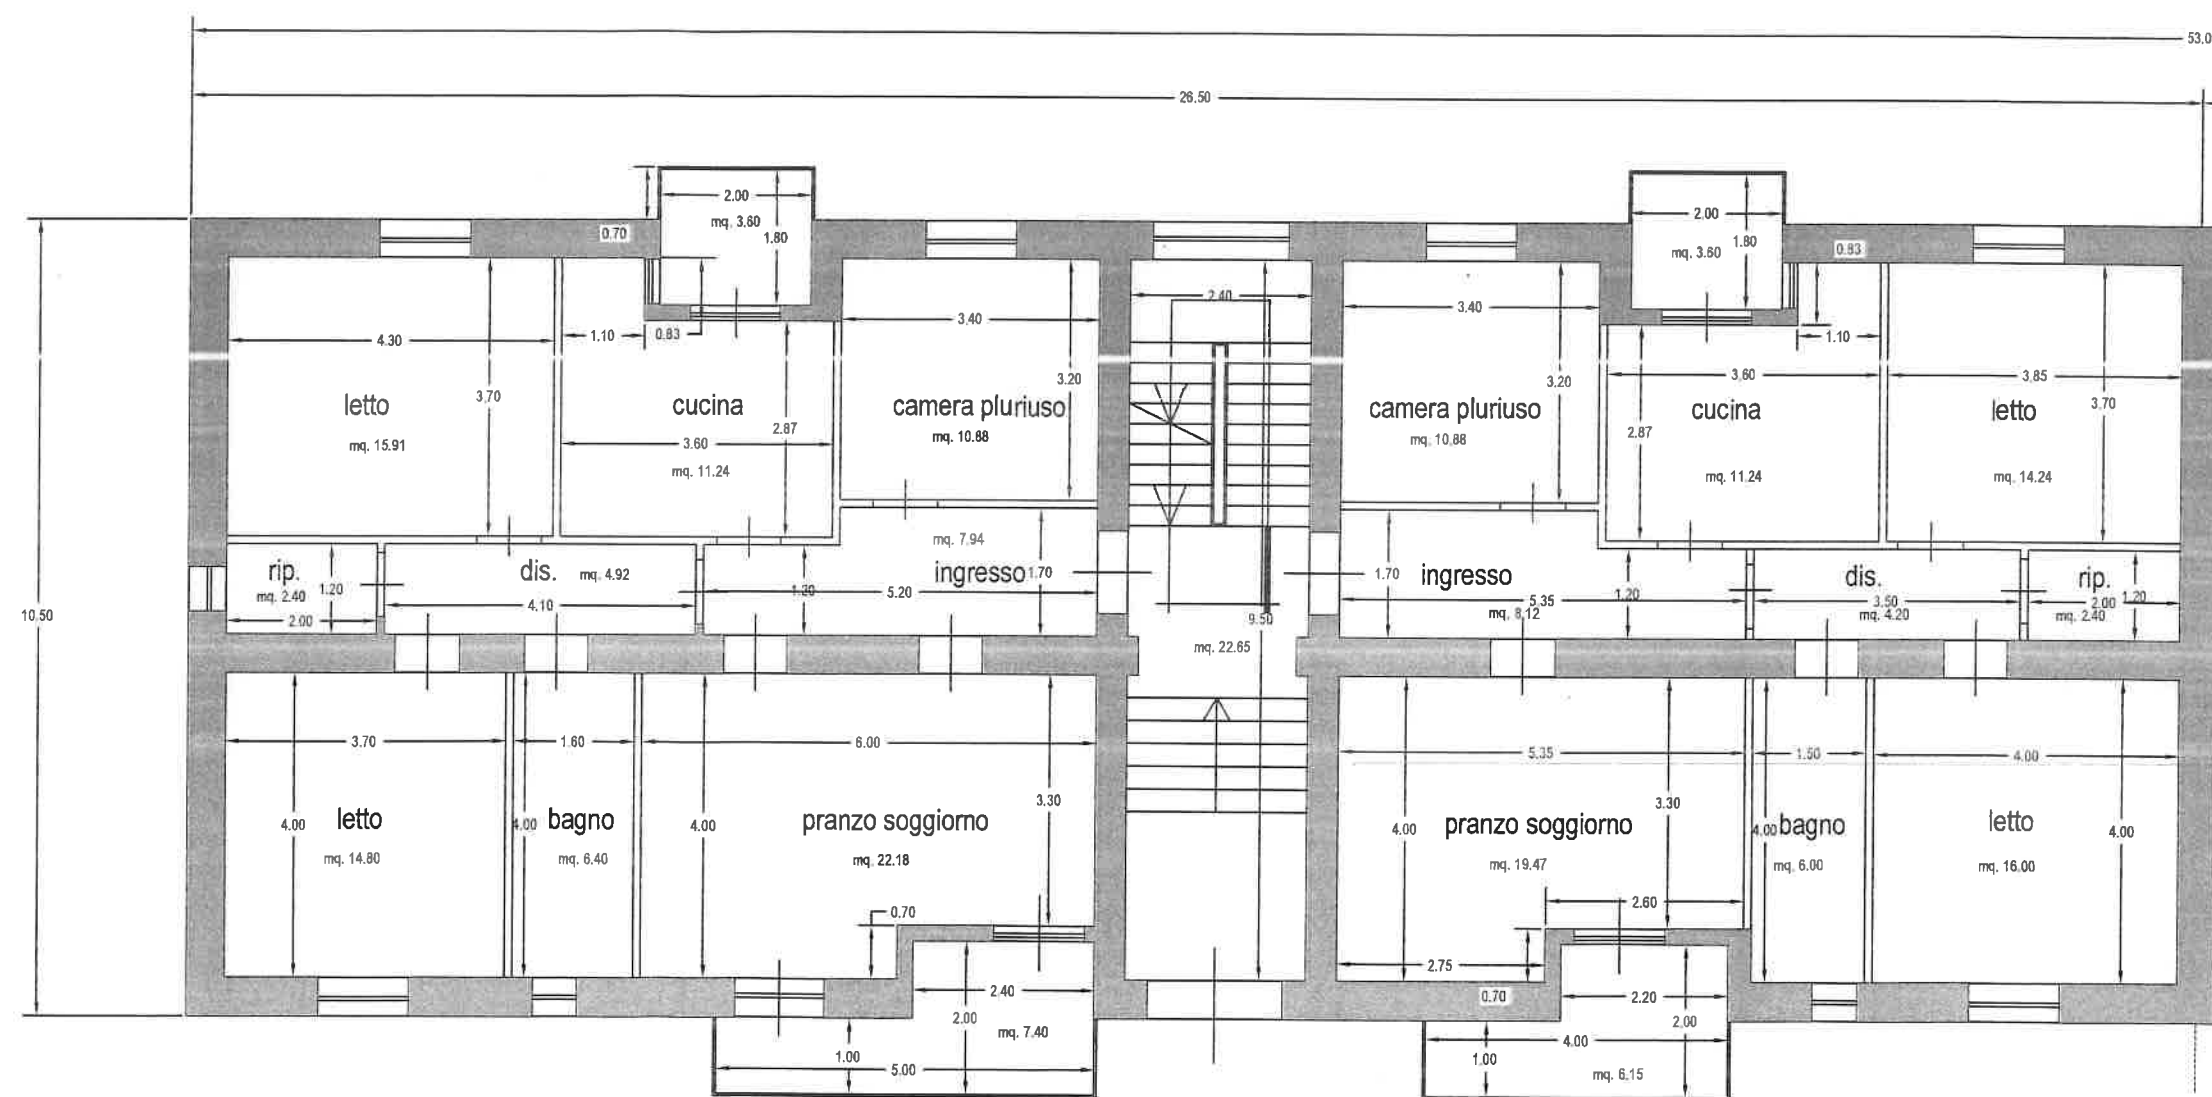 53.0
26.50
2.00
mq. 3.60
1.80
0.70
2.00
mq. 3.60
1.80
0.83
4.30
3.70
letto
mq. 15.91
1.10
0.83
cucina
2.87
3.60
mq. 11.24
3.40
3.20
camera pluriuso
mq. 10.88
2.40
3.40
3.20
camera pluriuso
mq. 10.88
1.10
3.60
cucina
2.87
mq. 11.24
3.85
3.70
letto
mq. 14.24
10.50
rip.
mq. 2.40
1.20
2.00
dis.
mq. 4.92
4.10
mq. 7.94
ingresso
1.70
1.20
5.20
9.50
mq. 22.65
1.70
ingresso
5.35
1.20
mq. 8.12
dis.
3.50
mq. 4.20
rip.
2.00
1.20
mq. 2.40
3.70
4.00
letto
mq. 14.80
1.60
4.00
bagno
mq. 6.40
6.00
4.00
3.30
pranzo soggiorno
mq. 22.18
0.70
5.35
4.00
3.30
pranzo soggiorno
mq. 19.47
2.60
2.75
0.70
1.50
4.00
bagno
mq. 6.00
4.00
letto
4.00
mq. 16.00
2.40
2.00
mq. 7.40
1.00
5.00
2.20
2.00
4.00
1.00
mq. 6.15